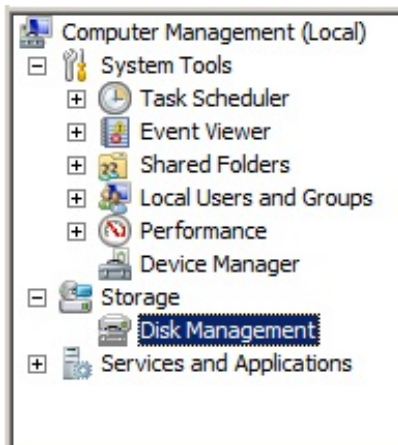 Computer Management (Local)
System Tools
Task Scheduler
Event Viewer
Shared Folders
Local Users and Groups
Performance
Device Manager
Storage
Disk Management
Services and Applications